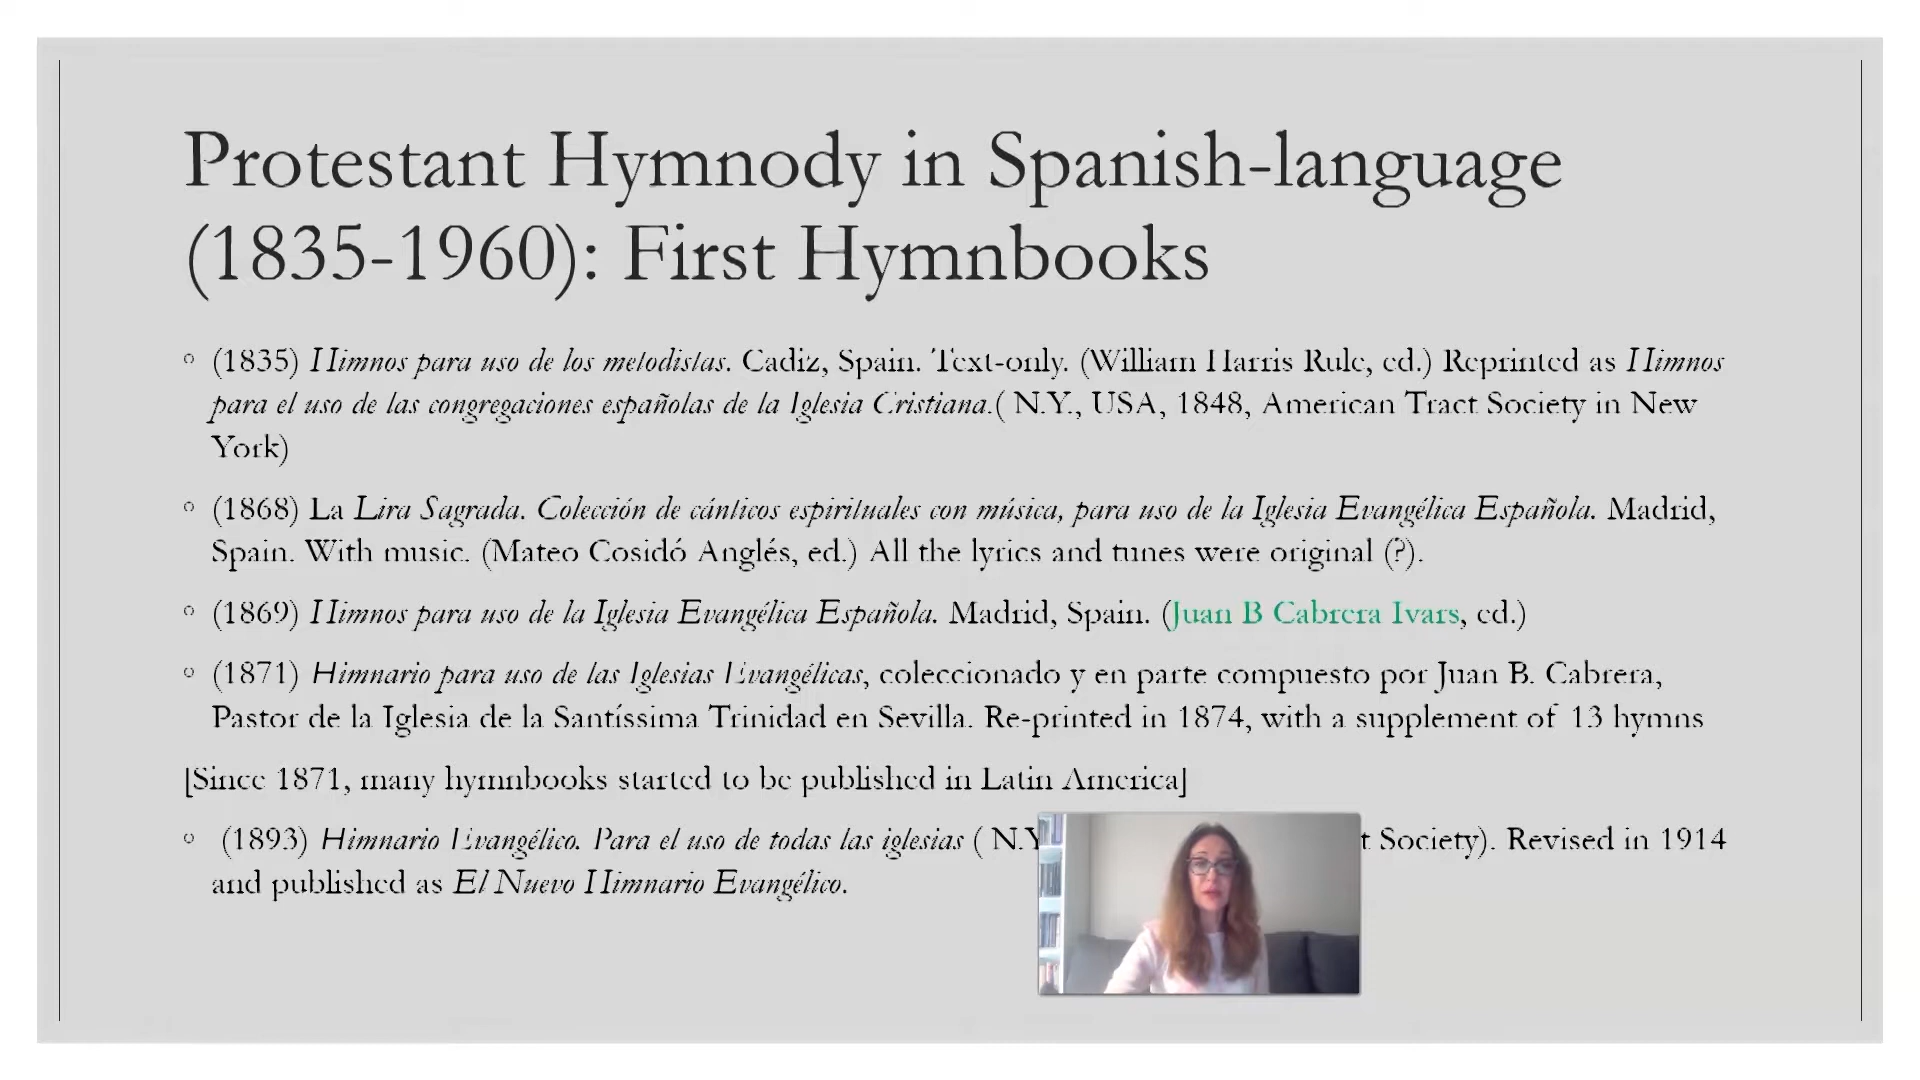 Protestant Hymnody in Spanish-language
(1835-1960): First Hymnbooks
◦ (1835) Himnos para uso de los metodistas. Cadiz, Spain. Text-only. (William Harris Rule, ed.) Reprinted as Himnos
para el uso de las congregaciones españolas de la Iglesia Cristiana.( N.Y., USA, 1848, American Tract Society in New
York)
◦ (1868) La Lira Sagrada. Colección de cánticos espirituales con música, para uso de la Iglesia Evangélica Española. Madrid,
Spain. With music. (Mateo Cosidó Anglés, ed.) All the lyrics and tunes were original (?).
◦ (1869) Himnos para uso de la Iglesia Evangélica Española. Madrid, Spain. (Juan B Cabrera Ivars, ed.)
◦ (1871) Himnario para uso de las Iglesias Evangélicas, coleccionado y en parte compuesto por Juan B. Cabrera,
Pastor de la Iglesia de la Santíssima Trinidad en Sevilla. Re-printed in 1874, with a supplement of 13 hymns
[Since 1871, many hymnbooks started to be published in Latin America]
◦ (1893) Himnario Evangélico. Para el uso de todas las iglesias ( N.Y t Society). Revised in 1914
and published as El Nuevo Himnario Evangélico.